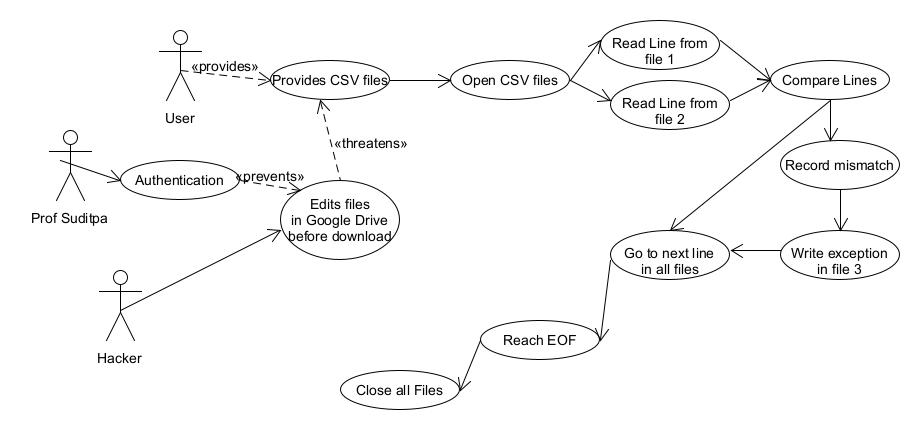 «provides»
User
Provides CSV files
Open CSV files
Read Line from
file 1
Read Line from
file 2
Compare Lines
«threatens»
Record mismatch
Prof Suditpa
Authentication
«prevents»
Edits files
in Google Drive
before download
Go to next line
in all files
Write exception
in file 3
Hacker
Reach EOF
Close all Files